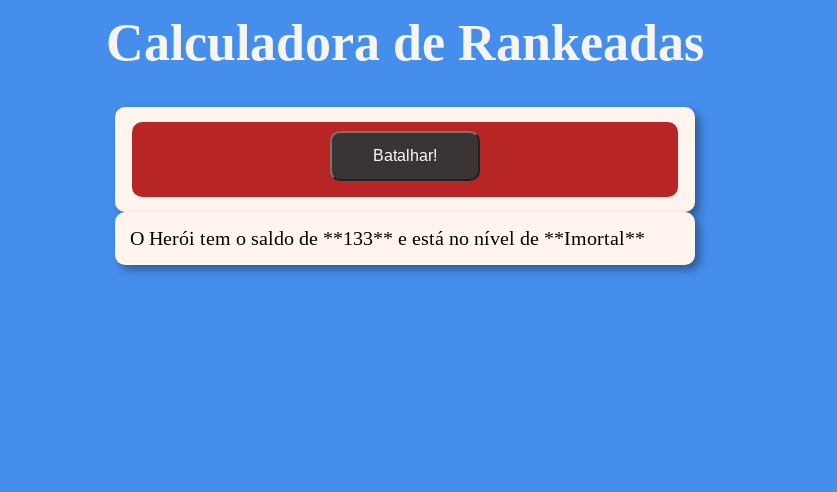 Calculadora de Rankeadas
Batalhar!
O Herói tem o saldo de **133** e está no nível de **Imortal**